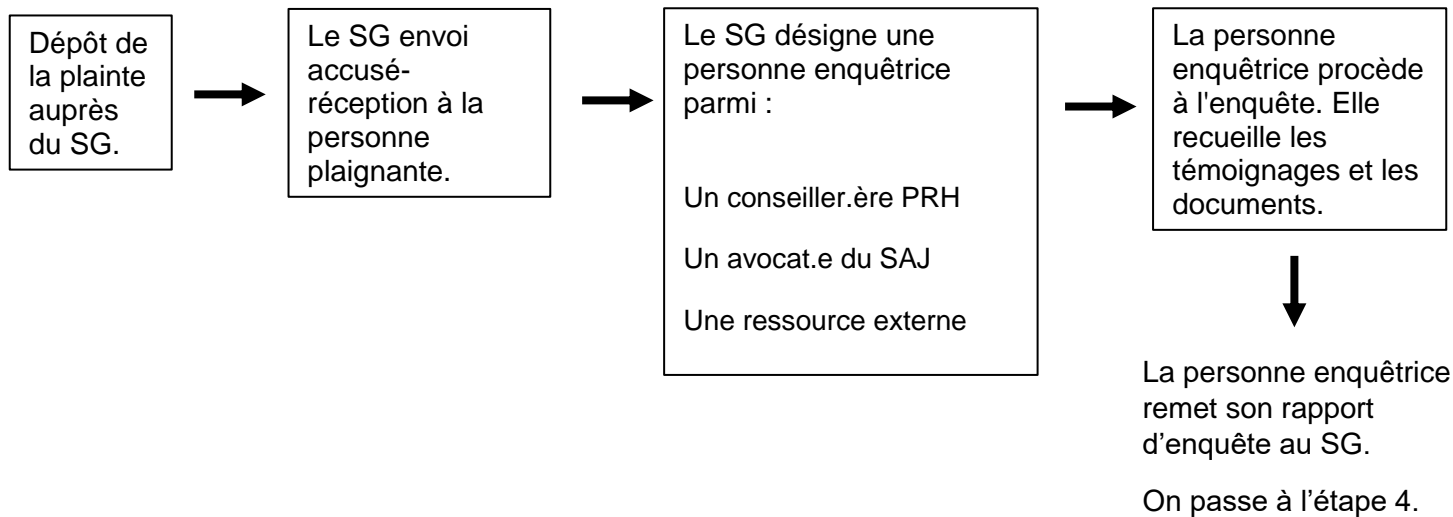 Dépôt de
la plainte
auprès
du SG.
Le SG envoi
accusé-
réception à la
personne
plaignante.
Le SG désigne une
personne enquêtrice
parmi :
Un conseiller.ère PRH
Un avocat.e du SAJ
Une ressource externe
La personne
enquêtrice procède
à l'enquête. Elle
recueille les
témoignages et les
documents.
La personne enquêtrice
remet son rapport
d’enquête au SG.
On passe à l’étape 4.